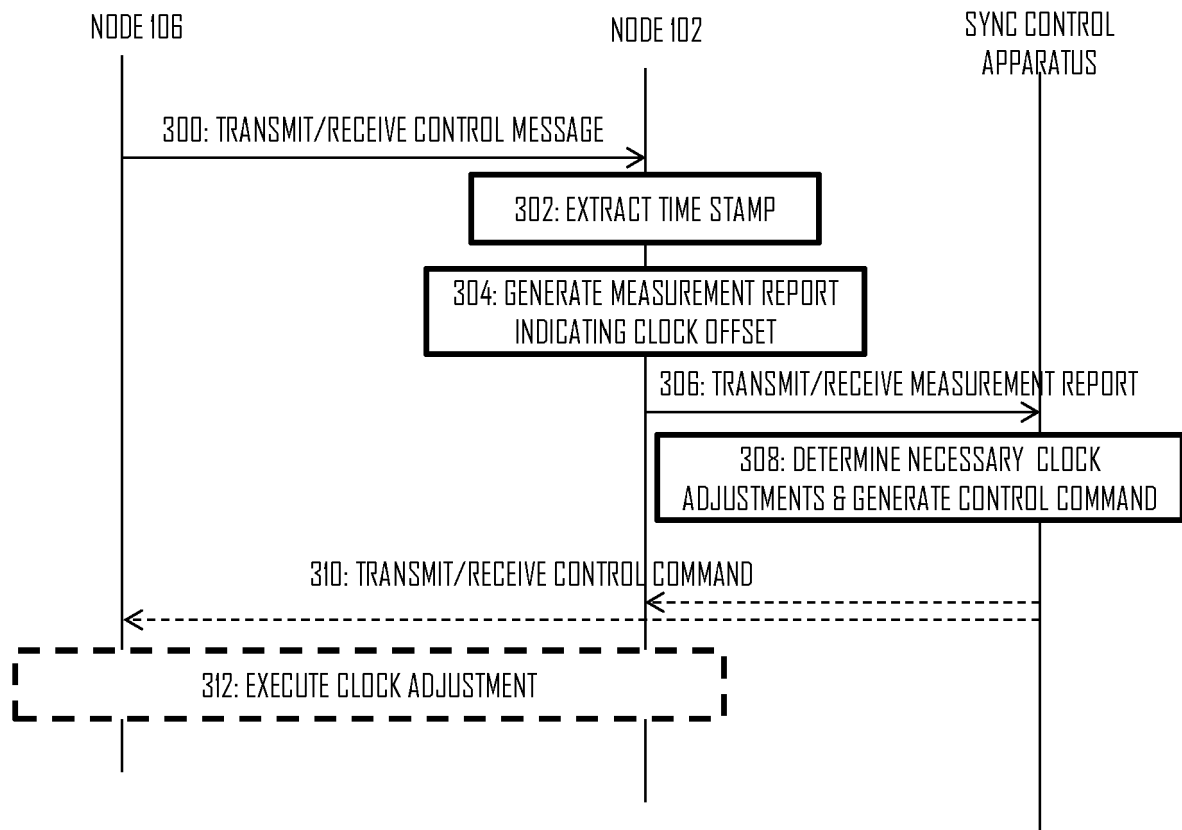 NODE 106
NODE 102
SYNC CONTROL
APPARATUS
300: TRANSMIT/RECEIVE CONTROL MESSAGE
302: EXTRACT TIME STAMP
304: GENERATE MEASUREMENT REPORT
INDICATING CLOCK OFFSET
306: TRANSMIT/RECEIVE MEASUREMENT REPORT
308: DETERMINE NECESSARY CLOCK
ADJUSTMENTS & GENERATE CONTROL COMMAND
310: TRANSMIT/RECEIVE CONTROL COMMAND
312: EXECUTE CLOCK ADJUSTMENT